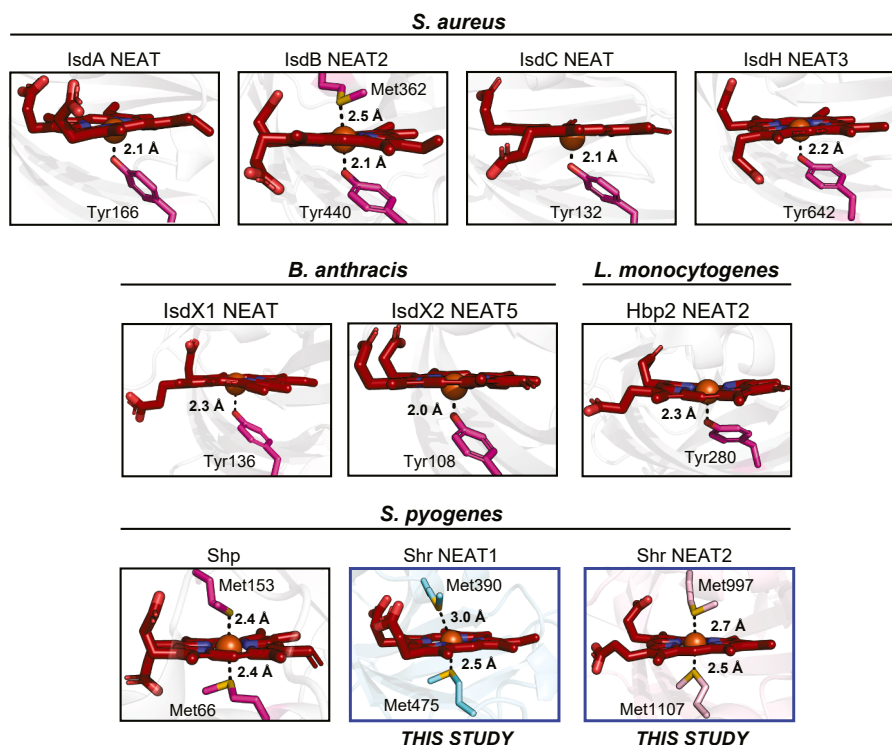 S. aureus
IsdA NEAT
IsdB NEAT2
IsdC NEAT
IsdH NEAT3
2.1 Å
Tyr166
Met362
2.5 Å
2.1 Å
Tyr440
2.1 Å
Tyr132
2.2 Å
Tyr642
B. anthracis
L. monocytogenes
IsdX1 NEAT
IsdX2 NEAT5
Hbp2 NEAT2
2.3 Å
Tyr136
2.0 Å
Tyr108
2.3 Å
Tyr280
S. pyogenes
Shp
Shr NEAT1
Shr NEAT2
Met153
2.4 Å
2.4 Å
Met66
Met390
3.0 Å
2.5 Å
Met475
Met997
2.7 Å
2.5 Å
Met1107
THIS STUDY
THIS STUDY